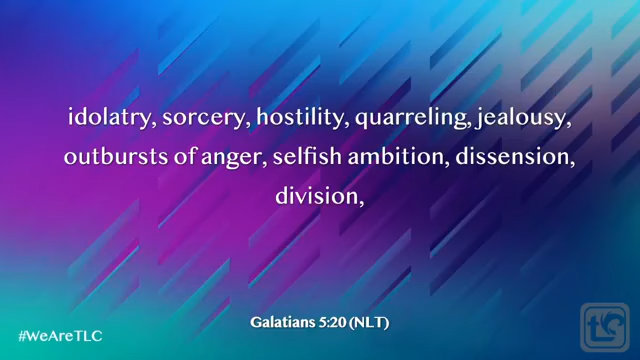 idolatry, sorcery, hostility, quarreling, jealousy,
outbursts of anger, selfish ambition, dissension,
division,
Galatians 5:20 (NLT)
#WeAreTLC